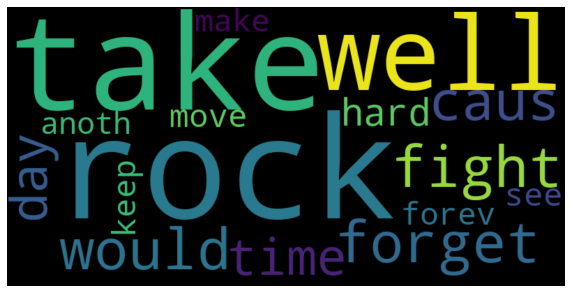 make
take well
move hard caus
anoth
rock fight
day keep see
forev
would time forget